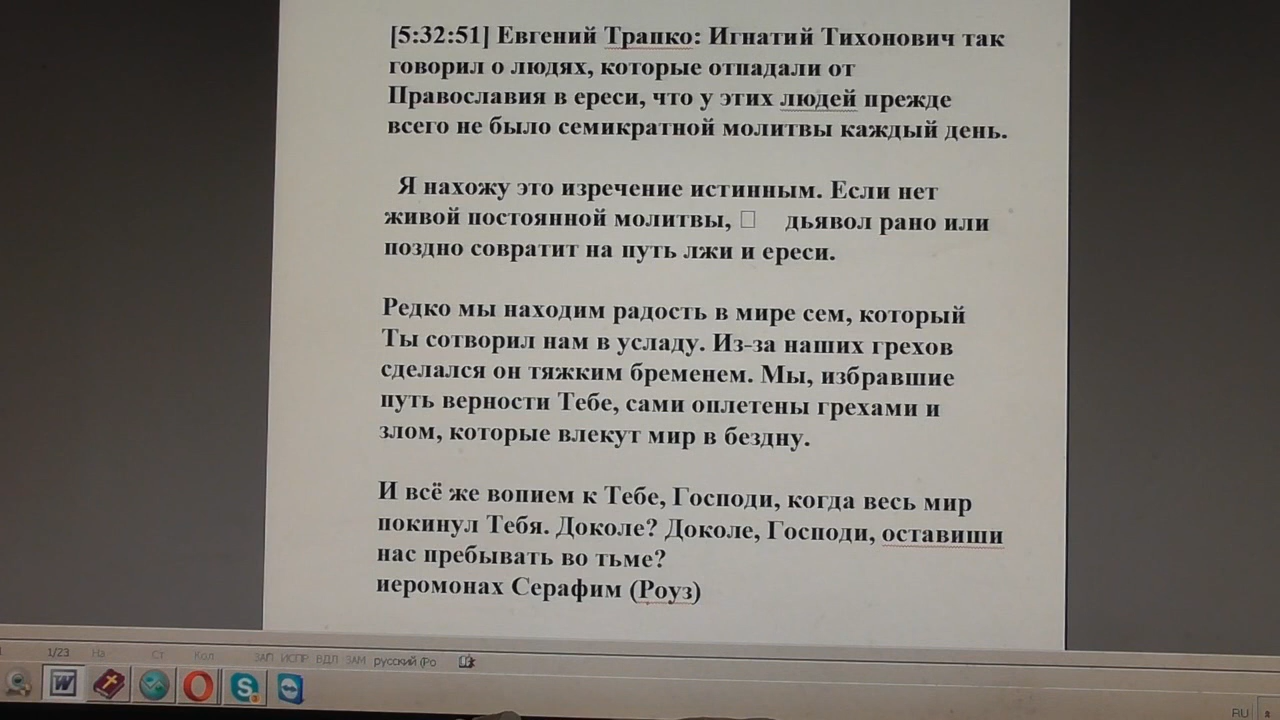 [5:32:51] Евгений Трапко: Игнатий Тихонович так
говорил о людях, которые отпадали от
Православия в ереси, что у этих людей прежде
всего не было семикратной молитвы каждый день.
Я нахожу это изречение истинным. Если нет
живой постоянной молитвы, □ дьявол рано или
поздно совратит на путь лжи и ереси.
Редко мы находим радость в мире сем, который
Ты сотворил нам в усладу. Из-за наших грехов
сделался он тяжким бременем. Мы, избравшие
путь верности Тебе, сами оплетены грехами и
злом, которые влекут мир в бездну.
И всё же вопием к Тебе, Господи, когда весь мир
покинул Тебя. Доколе? Доколе, Господи, оставиши
нас пребывать во тьме?
иеромонах Серафим (Роуз)
1/23 На Ст Кол ЗАП ИСПР ВДЛ ЗАМ русский (Ро
W S 3
RU